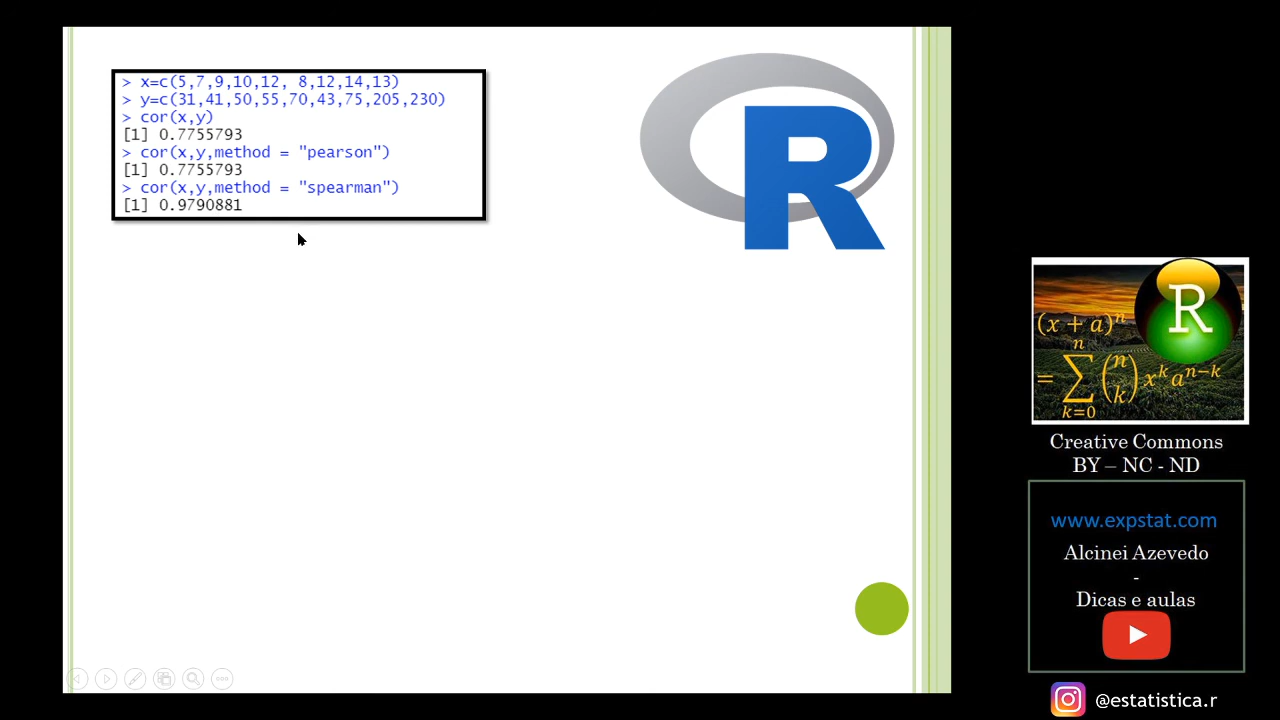 > x=c(5,7,9,10,12, 8,12,14,13)
> y=c(31,41,50,55,70,43,75,205,230)
> cor(x,y)
[1] 0.7755793
> cor(x,y,method = "pearson")
[1] 0.7755793
> cor(x,y,method = "spearman")
[1] 0.9790881
R
R
(x + a)^n
= ∑_{k=0}^{n} (n k) x^k a^{n−k}
Creative Commons
BY – NC - ND
www.expstat.com
Alcinei Azevedo
-
Dicas e aulas
@estatistica.r